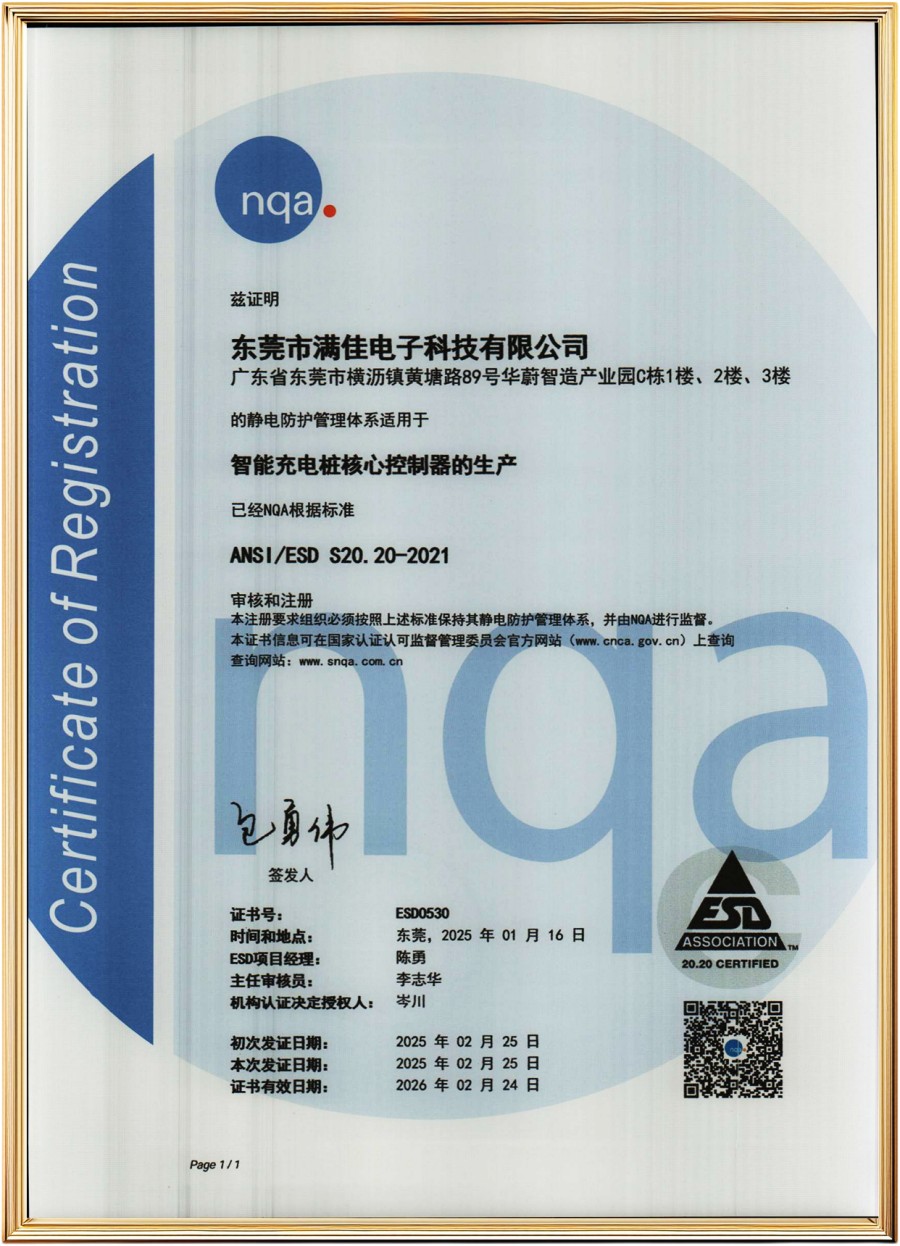 nqa.
Certificate of Registration
兹证明
东莞市满佳电子科技有限公司
广东省东莞市横沥镇黄塘路89号华蔚智造产业园C栋1楼、2楼、3楼
的静电防护管理体系适用于
智能充电桩核心控制器的生产
已经NQA根据标准
ANSI/ESD S20.20-2021
审核和注册
本注册要求组织必须按照上述标准保持其静电防护管理体系，并由NQA进行监督。
本证书信息可在国家认证认可监督管理委员会官方网站（www.cnca.gov.cn）上查询
查询网站：www.snqa.com.cn
nqa
包勇伟
签发人
证书号： ESD0530
时间和地点： 东莞，2025 年 01 月 16 日
ESD项目经理： 陈勇
主任审核员： 李志华
机构认证决定授权人： 岑川
初次发证日期： 2025 年 02 月 25 日
本次发证日期： 2025 年 02 月 25 日
证书有效日期： 2026 年 02 月 24 日
C
ESD
ASSOCIATION™
20.20 CERTIFIED
nqa
Page 1 / 1